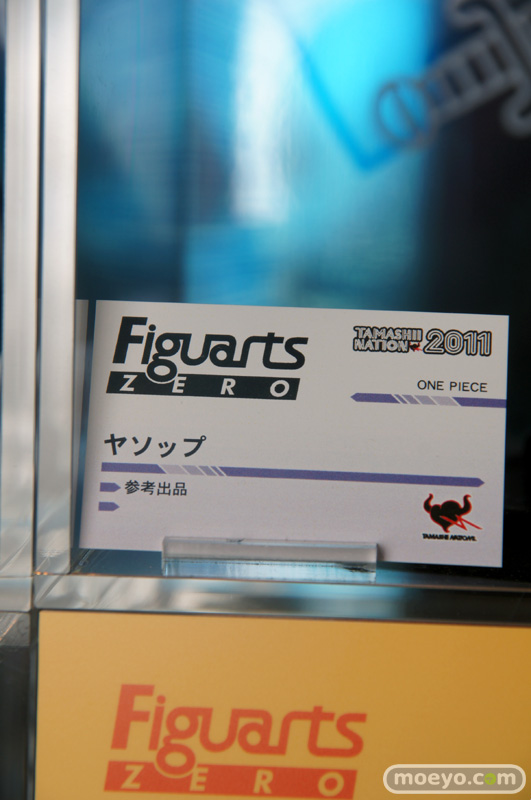 Figuarts
ZERO
TAMASHII
NATION 2011
ONE PIECE
ヤソップ
参考出品
TAMASHII NATIONS
Figuarts
ZERO
moeyo.com